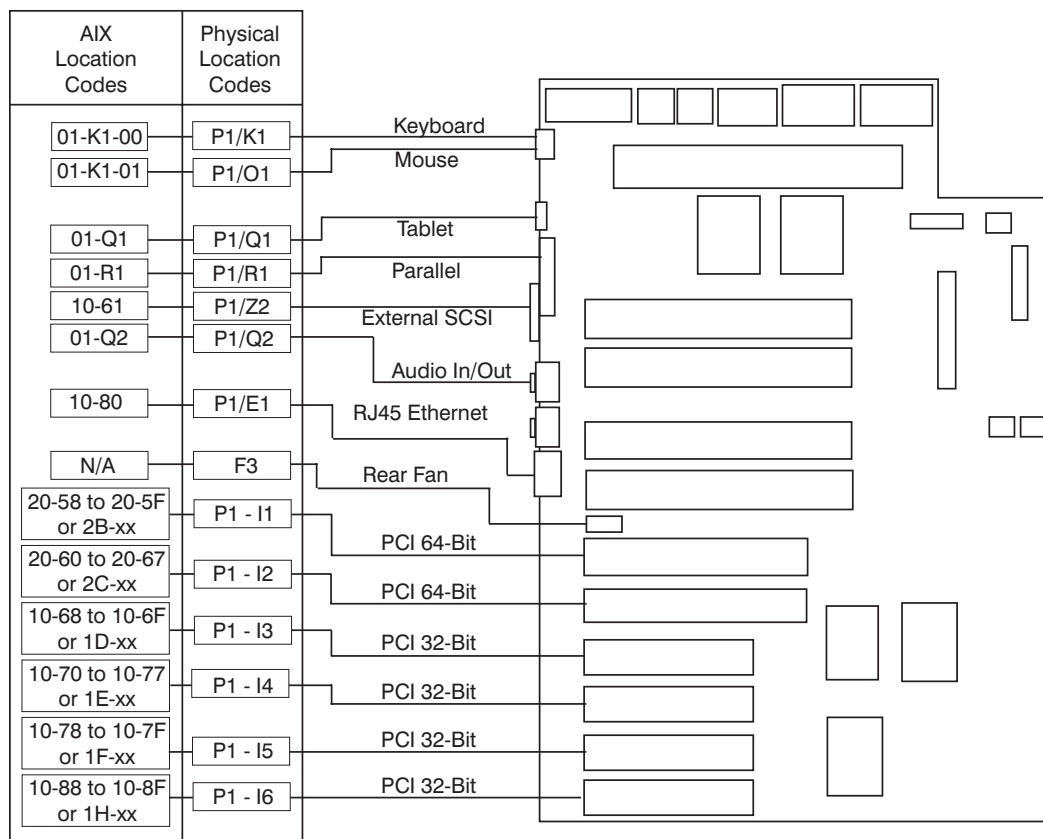 AIX
Location
Codes
Physical
Location
Codes
01-K1-00
P1/K1
Keyboard
01-K1-01
P1/O1
Mouse
01-Q1
P1/Q1
Tablet
01-R1
P1/R1
Parallel
10-61
P1/Z2
External SCSI
01-Q2
P1/Q2
Audio In/Out
10-80
P1/E1
RJ45 Ethernet
N/A
F3
Rear Fan
20-58 to 20-5F
or 2B-xx
P1 - I1
PCI 64-Bit
20-60 to 20-67
or 2C-xx
P1 - I2
PCI 64-Bit
10-68 to 10-6F
or 1D-xx
P1 - I3
PCI 32-Bit
10-70 to 10-77
or 1E-xx
P1 - I4
PCI 32-Bit
10-78 to 10-7F
or 1F-xx
P1 - I5
PCI 32-Bit
10-88 to 10-8F
or 1H-xx
P1 - I6
PCI 32-Bit